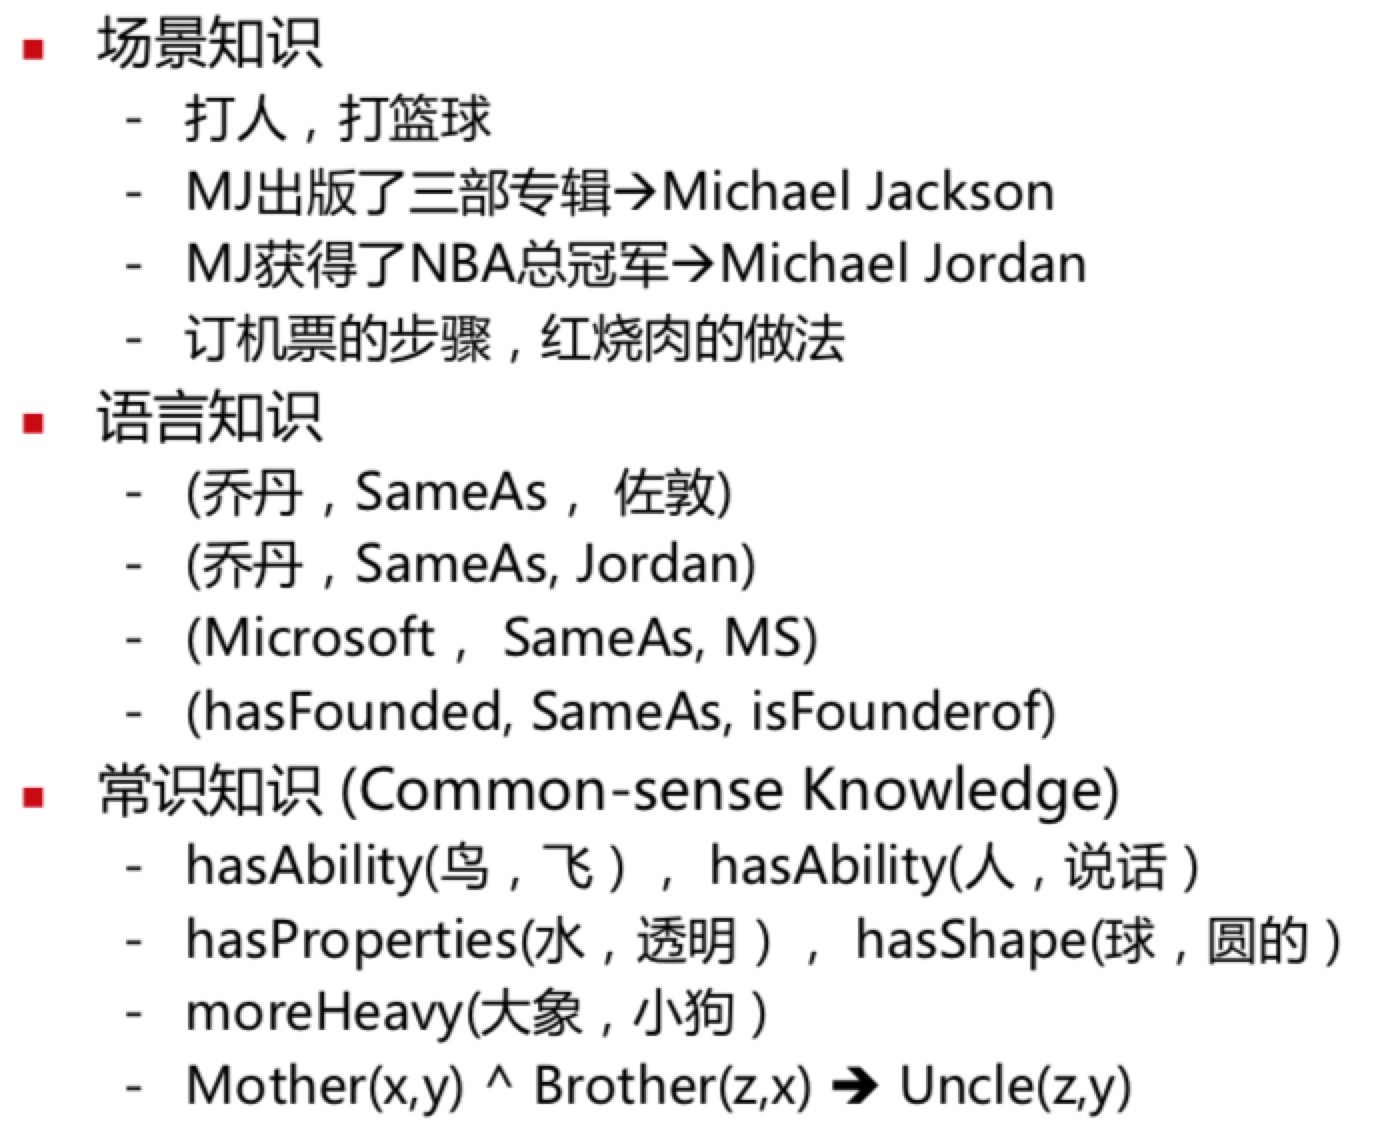 ■ 场景知识
- 打人，打篮球
- MJ出版了三部专辑→Michael Jackson
- MJ获得了NBA总冠军→Michael Jordan
- 订机票的步骤，红烧肉的做法
■ 语言知识
- (乔丹，SameAs， 佐敦)
- (乔丹，SameAs, Jordan)
- (Microsoft， SameAs, MS)
- (hasFounded, SameAs, isFounderof)
■ 常识知识 (Common-sense Knowledge)
- hasAbility(鸟，飞），hasAbility(人，说话）
- hasProperties(水，透明），hasShape(球，圆的）
- moreHeavy(大象，小狗）
- Mother(x,y) ^ Brother(z,x) ➔ Uncle(z,y)